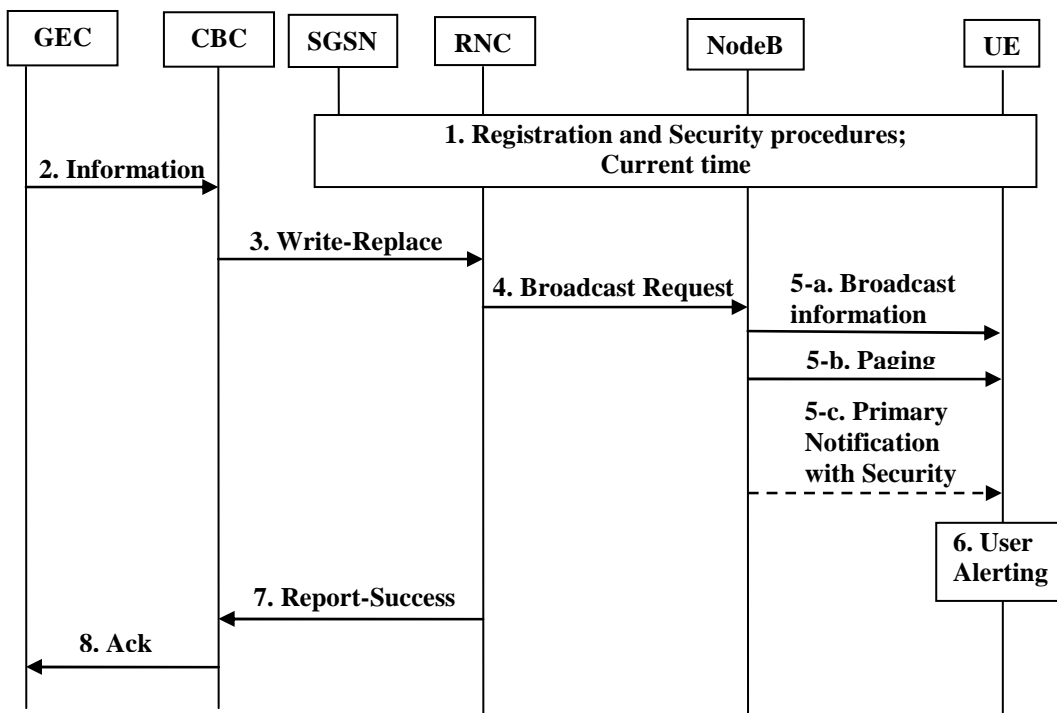 GEC
CBC
SGSN
RNC
NodeB
UE
1. Registration and Security procedures;
Current time
2. Information
3. Write-Replace
4. Broadcast Request
5-a. Broadcast
information
5-b. Paging
5-c. Primary
Notification
with Security
6. User
Alerting
7. Report-Success
8. Ack